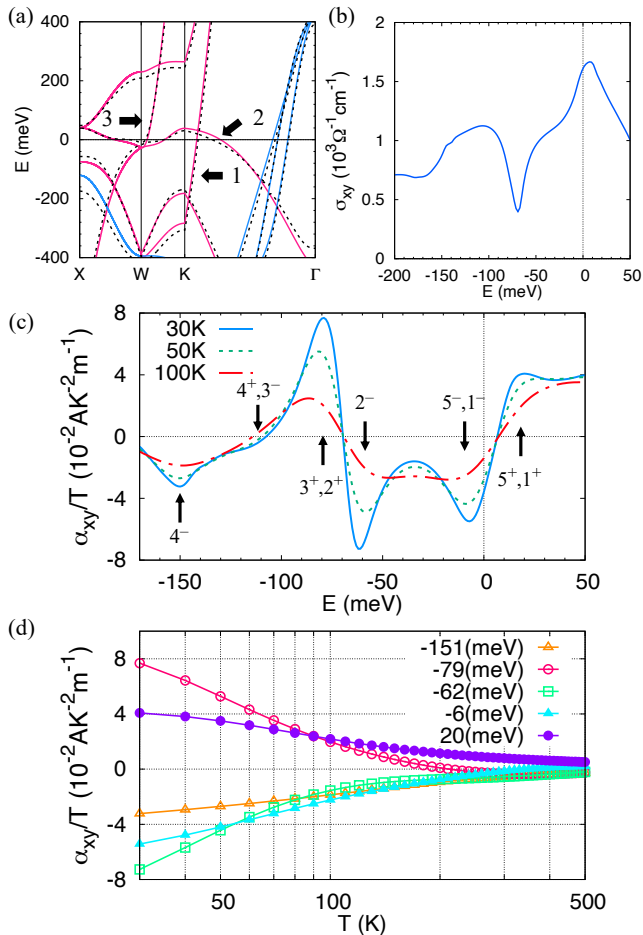 (a)
400
200
0
-200
-400
E (meV)
3
2
1
X W K Γ
(b)
2
1.5
1
0.5
0
σxy (10³Ω⁻¹cm⁻¹)
-200 -150 -100 -50 0 50
E (meV)
(c)
8
4
0
-4
-8
αxy/T (10⁻²AK⁻²m⁻¹)
30K
50K
100K
4⁺,3⁻
2⁻
5⁻,1⁻
4⁻
3⁺,2⁺
5⁺,1⁺
-150 -100 -50 0 50
E (meV)
(d)
8
4
0
-4
-8
αxy/T (10⁻²AK⁻²m⁻¹)
-151(meV)
-79(meV)
-62(meV)
-6(meV)
20(meV)
50 100 500
T (K)